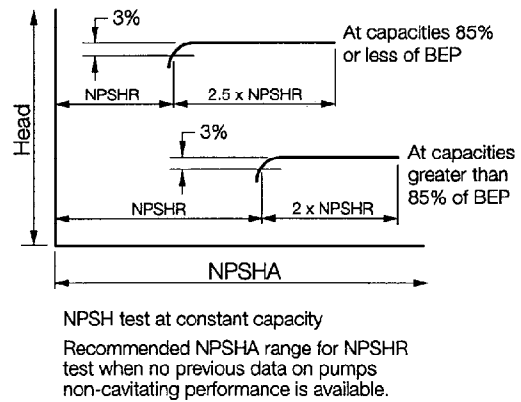 3%
At capacities 85%
or less of BEP
NPSHR
2.5 x NPSHR
Head
3%
At capacities
greater than
85% of BEP
NPSHR
2 x NPSHR
NPSHA
NPSH test at constant capacity
Recommended NPSHA range for NPSHR
test when no previous data on pumps
non-cavitating performance is available.